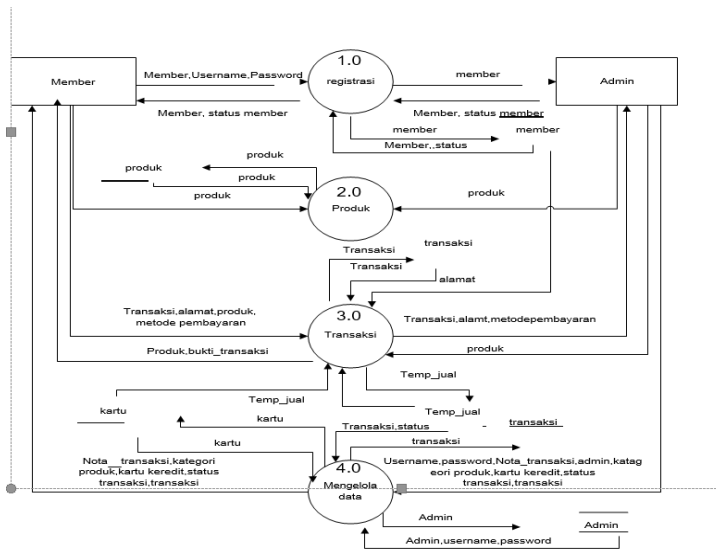 1.0
registrasi
Member
Admin
Member,Username,Password
member
Member, status member
Member, status member
member
member
Member,,status
produk
produk
produk
produk
2.0
Produk
produk
Transaksi
transaksi
Transaksi
alamat
3.0
Transaksi
Transaksi,alamat,produk,
metode pembayaran
Transaksi,alamt,metodepembayaran
Produk,bukti_transaksi
produk
Temp_jual
Temp_jual
Temp_jual
kartu
kartu
kartu
Transaksi,status
transaksi
transaksi
Nota_transaksi,kategori
produk,kartu keredit,status
transaksi,transaksi
4.0
Mengelola
data
Username,password,Nota_transaksi,admin,katag
eori produk,kartu keredit,status
transaksi,transaksi
Admin
Admin
Admin,username,password